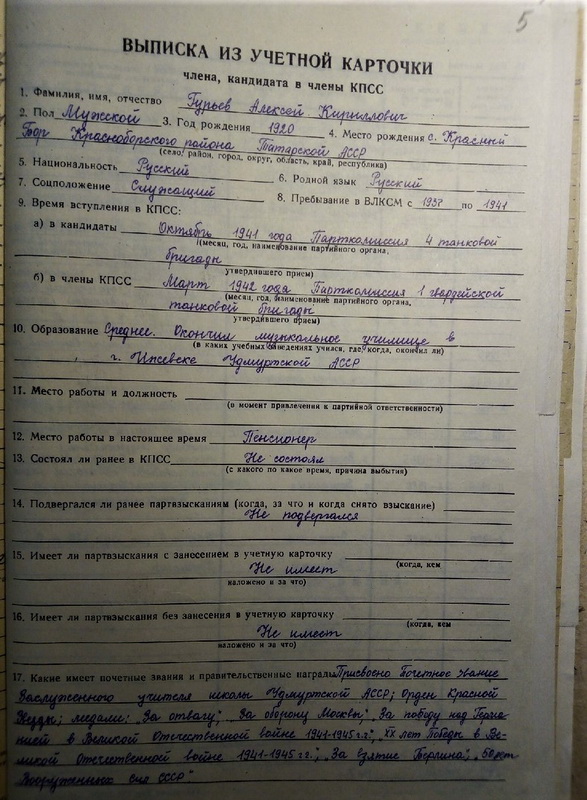 5
ВЫПИСКА ИЗ УЧЕТНОЙ КАРТОЧКИ
члена, кандидата в члены КПСС
1. Фамилия, имя, отчество Гурьев Алексей Кириллович
2. Пол Мужской 3. Год рождения 1920 4. Место рождения с. Красный
Бор Красноборского района Татарской АССР
(село, район, город, округ, область, край, республика)
5. Национальность Русский 6. Родной язык Русский
7. Соцположение Служащий 8. Пребывание в ВЛКСМ с 1937 по 1941
9. Время вступления в КПСС:
а) в кандидаты Октябрь 1941 года Парткомиссия 4 танковой
(месяц, год, наименование партийного органа,
бригады
утвердившего прием)
б) в члены КПСС Март 1942 года Парткомиссия 1 гвардейской
(месяц, год, наименование партийного органа,
танковой бригады
утвердившего прием)
10. Образование Среднее. Окончил музыкальное училище в
(в каких учебных заведениях учился, где, когда, окончил ли)
г. Ижевске Удмуртской АССР
11. Место работы и должность
(в момент привлечения к партийной ответственности)
12. Место работы в настоящее время Пенсионер
13. Состоял ли ранее в КПСС Не состоял
(с какого по какое время, причина выбытия)
14. Подвергался ли ранее партвзысканиям (когда, за что и когда снято взыскание)
Не подвергался
15. Имеет ли партвзыскания с занесением в учетную карточку
(когда, кем
Не имеет
наложено и за что)
16. Имеет ли партвзыскания без занесения в учетную карточку
(когда, кем
Не имеет
наложено и за что)
17. Какие имеет почетные звания и правительственные награды Присвоено Почетное звание
Заслуженного учителя школы Удмуртской АССР; Орден Красной
Звезды; медали: "За отвагу", "За оборону Москвы", "За победу над Герма-
нией в Великой Отечественной войне 1941-1945 г.г.", "XX лет Победы в Ве-
ликой Отечественной войне 1941-1945 г.г.", "За взятие Берлина", "50 лет
Вооруженных сил СССР"